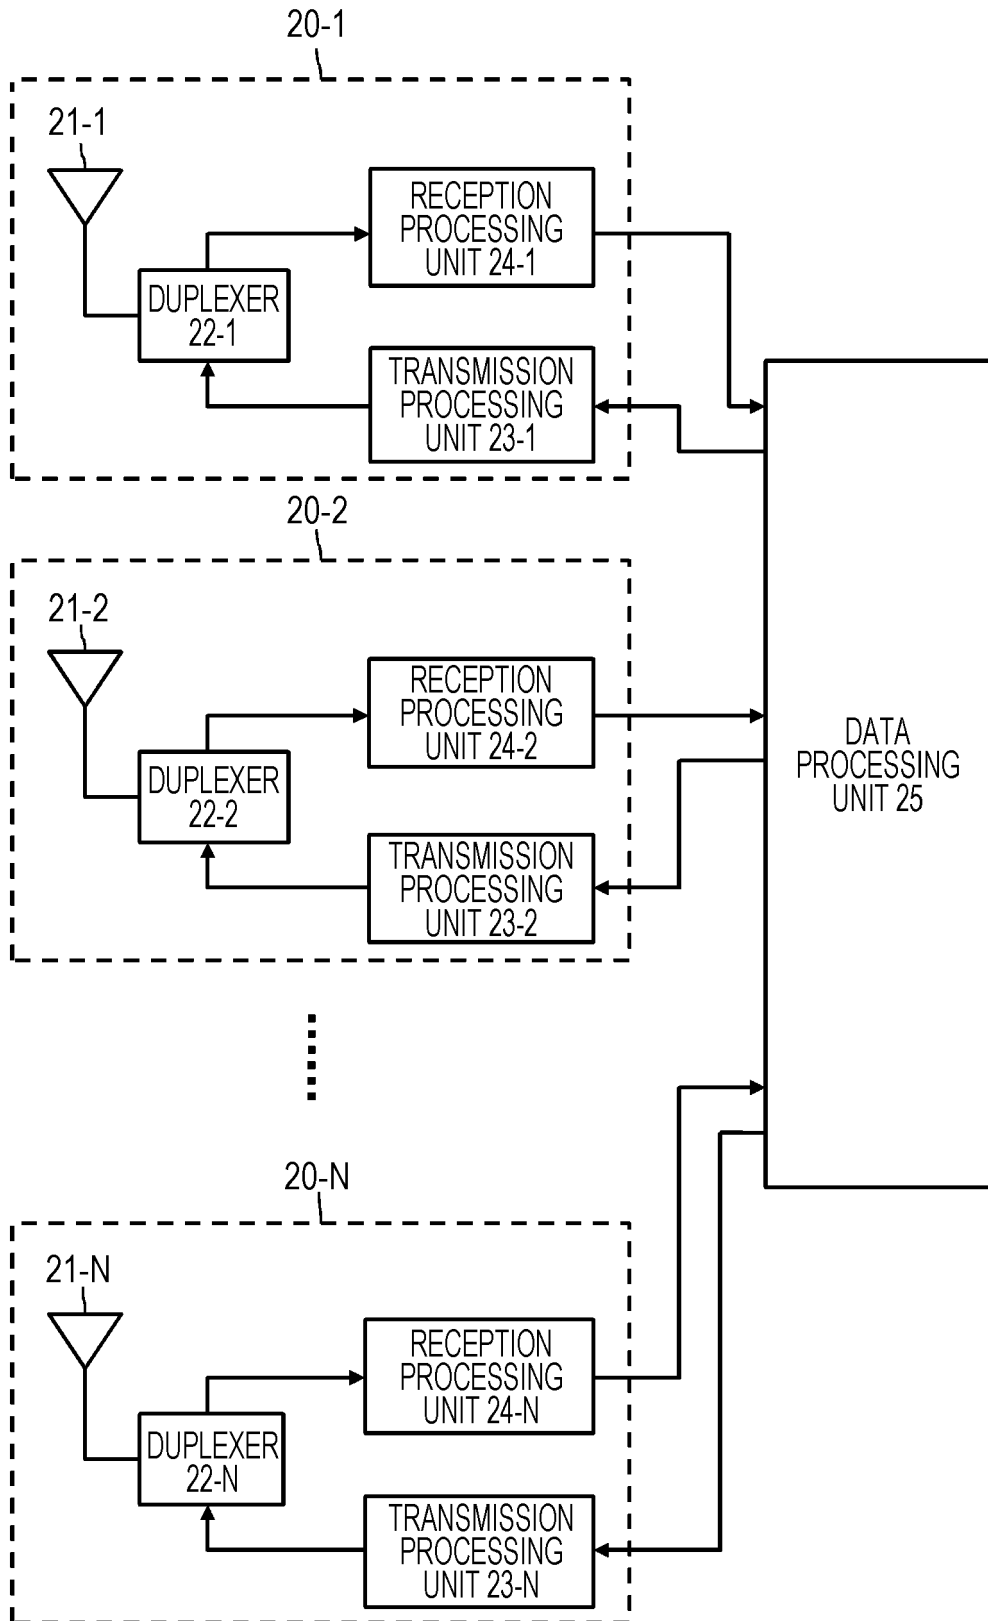 20-1
21-1
RECEPTION
PROCESSING
UNIT 24-1
DUPLEXER
22-1
TRANSMISSION
PROCESSING
UNIT 23-1
20-2
21-2
RECEPTION
PROCESSING
UNIT 24-2
DUPLEXER
22-2
TRANSMISSION
PROCESSING
UNIT 23-2
DATA
PROCESSING
UNIT 25
20-N
21-N
RECEPTION
PROCESSING
UNIT 24-N
DUPLEXER
22-N
TRANSMISSION
PROCESSING
UNIT 23-N